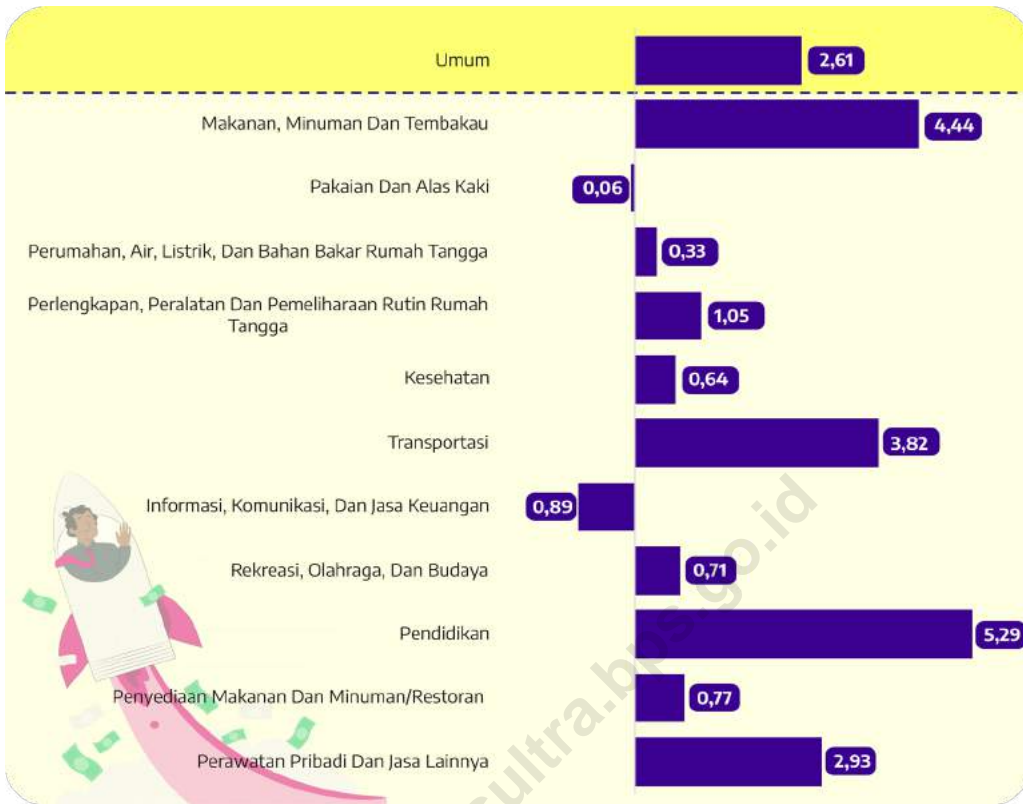 Umum
2,61
Makanan, Minuman Dan Tembakau
4,44
Pakaian Dan Alas Kaki
0,06
Perumahan, Air, Listrik, Dan Bahan Bakar Rumah Tangga
0,33
Perlengkapan, Peralatan Dan Pemeliharaan Rutin Rumah
Tangga
1,05
Kesehatan
0,64
Transportasi
3,82
Informasi, Komunikasi, Dan Jasa Keuangan
0,89
Rekreasi, Olahraga, Dan Budaya
0,71
Pendidikan
5,29
Penyediaan Makanan Dan Minuman/Restoran
0,77
Perawatan Pribadi Dan Jasa Lainnya
2,93
sultra.bps.go.id